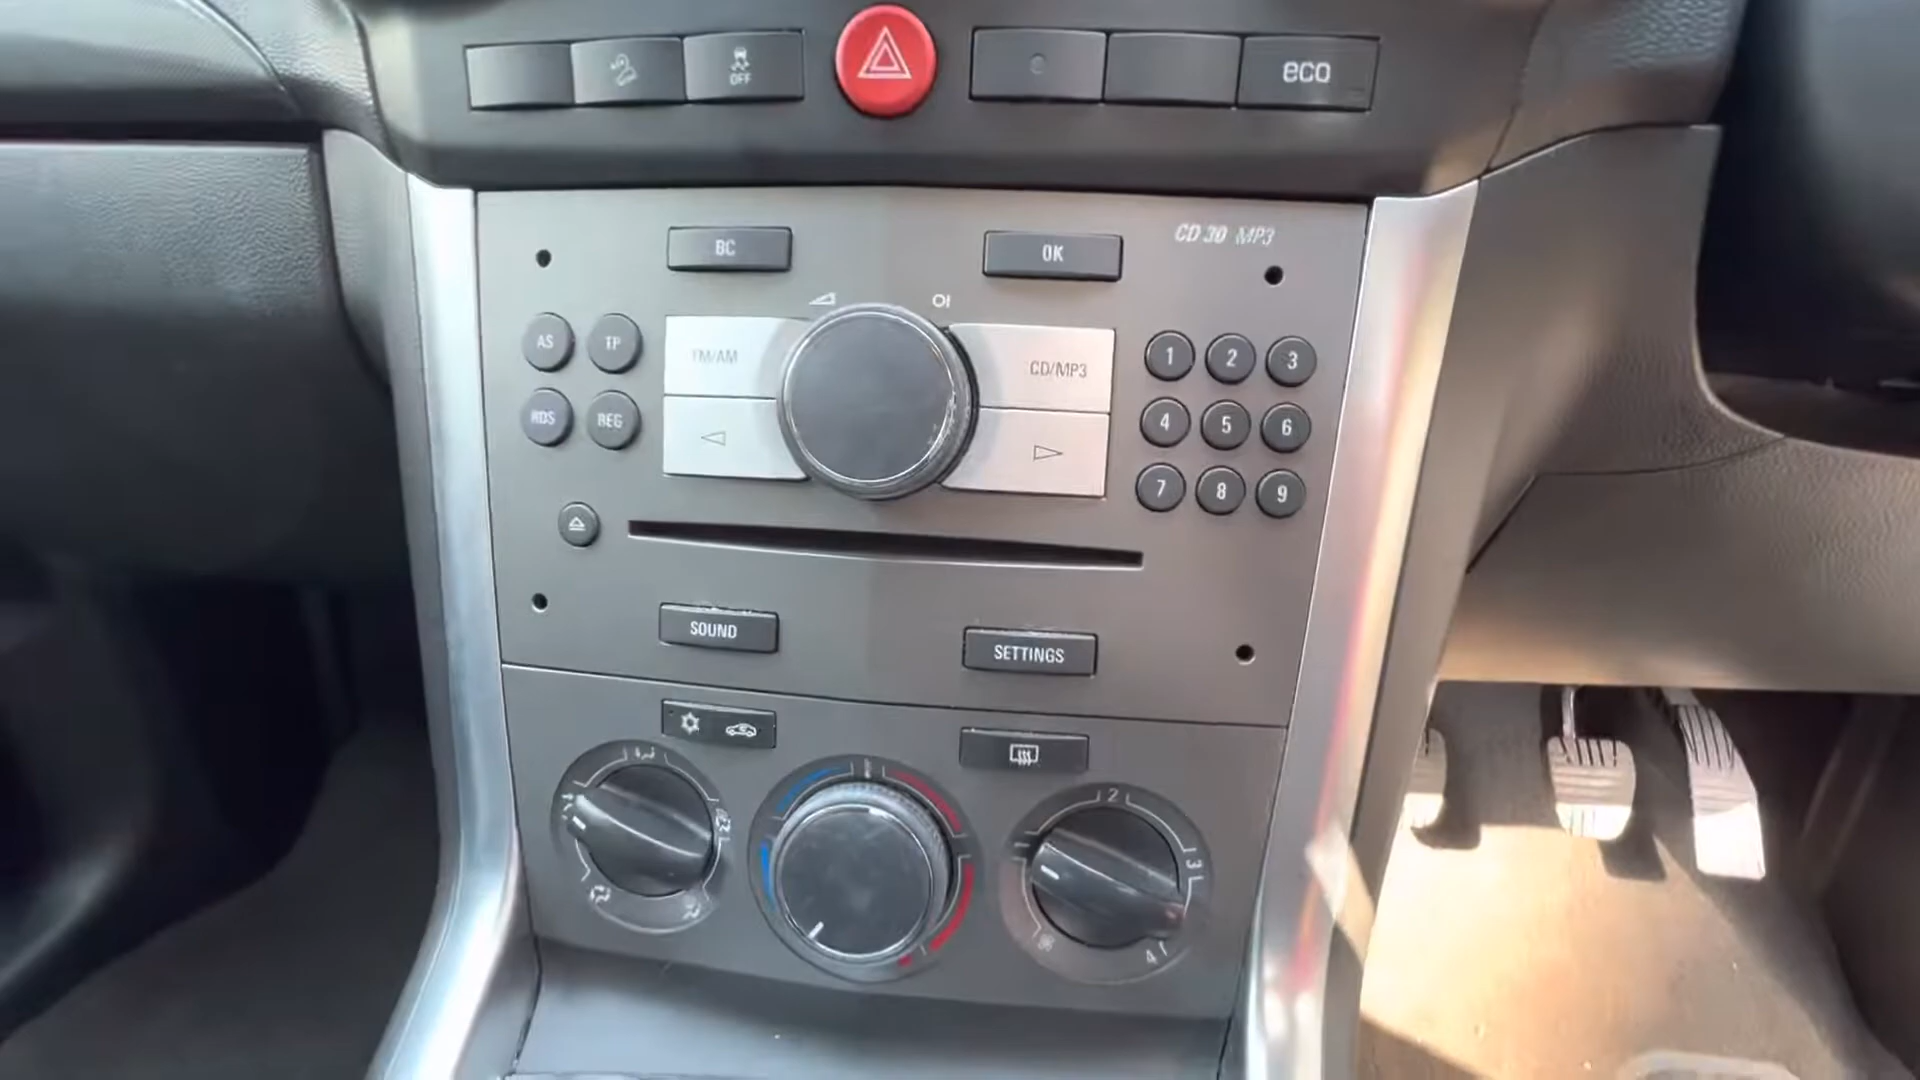 OFF
eco
BC
OK
CD 30 MP3
AS
TP
FM/AM
CD/MP3
1
2
3
RDS
REG
4
5
6
7
8
9
SOUND
SETTINGS
2
1
3
4